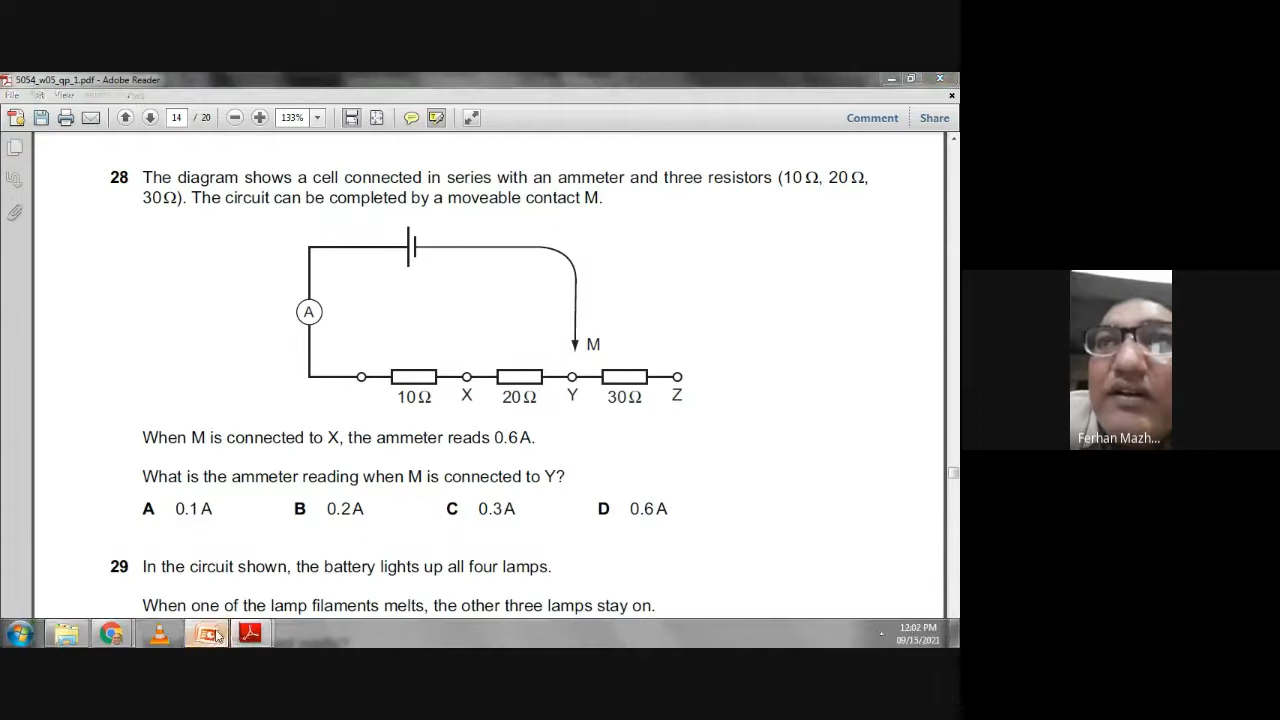 5054_w05_qp_1.pdf - Adobe Reader
File Edit View
14 / 20 133% Comment Share
28 The diagram shows a cell connected in series with an ammeter and three resistors (10 Ω, 20 Ω,
30 Ω). The circuit can be completed by a moveable contact M.
A
M
10 Ω X 20 Ω Y 30 Ω Z
When M is connected to X, the ammeter reads 0.6 A.
What is the ammeter reading when M is connected to Y?
A 0.1 A B 0.2 A C 0.3 A D 0.6 A
29 In the circuit shown, the battery lights up all four lamps.
When one of the lamp filaments melts, the other three lamps stay on.
12:02 PM
09/15/2021
Ferhan Mazh...